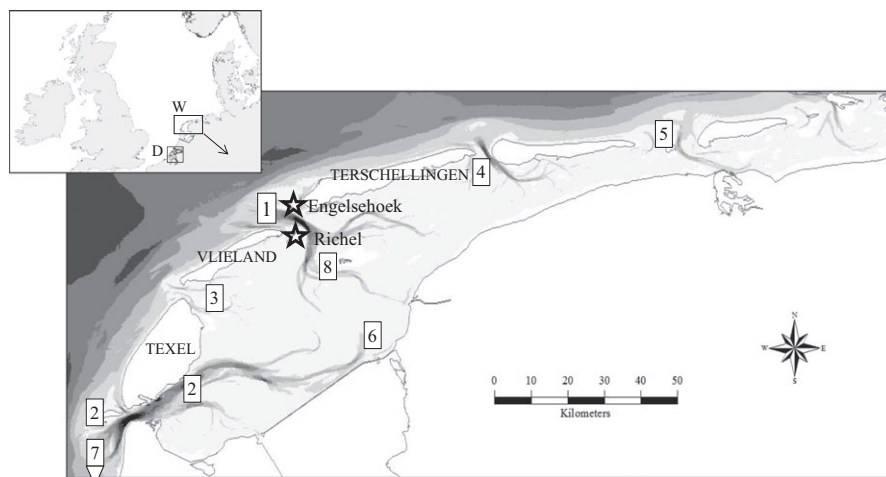 W
D
TERSCHELLINGEN
5
4
1
Engelsehoek
Richel
VLIELAND
8
3
6
TEXEL
2
2
7
N
W E
S
0 10 20 30 40 50
Kilometers